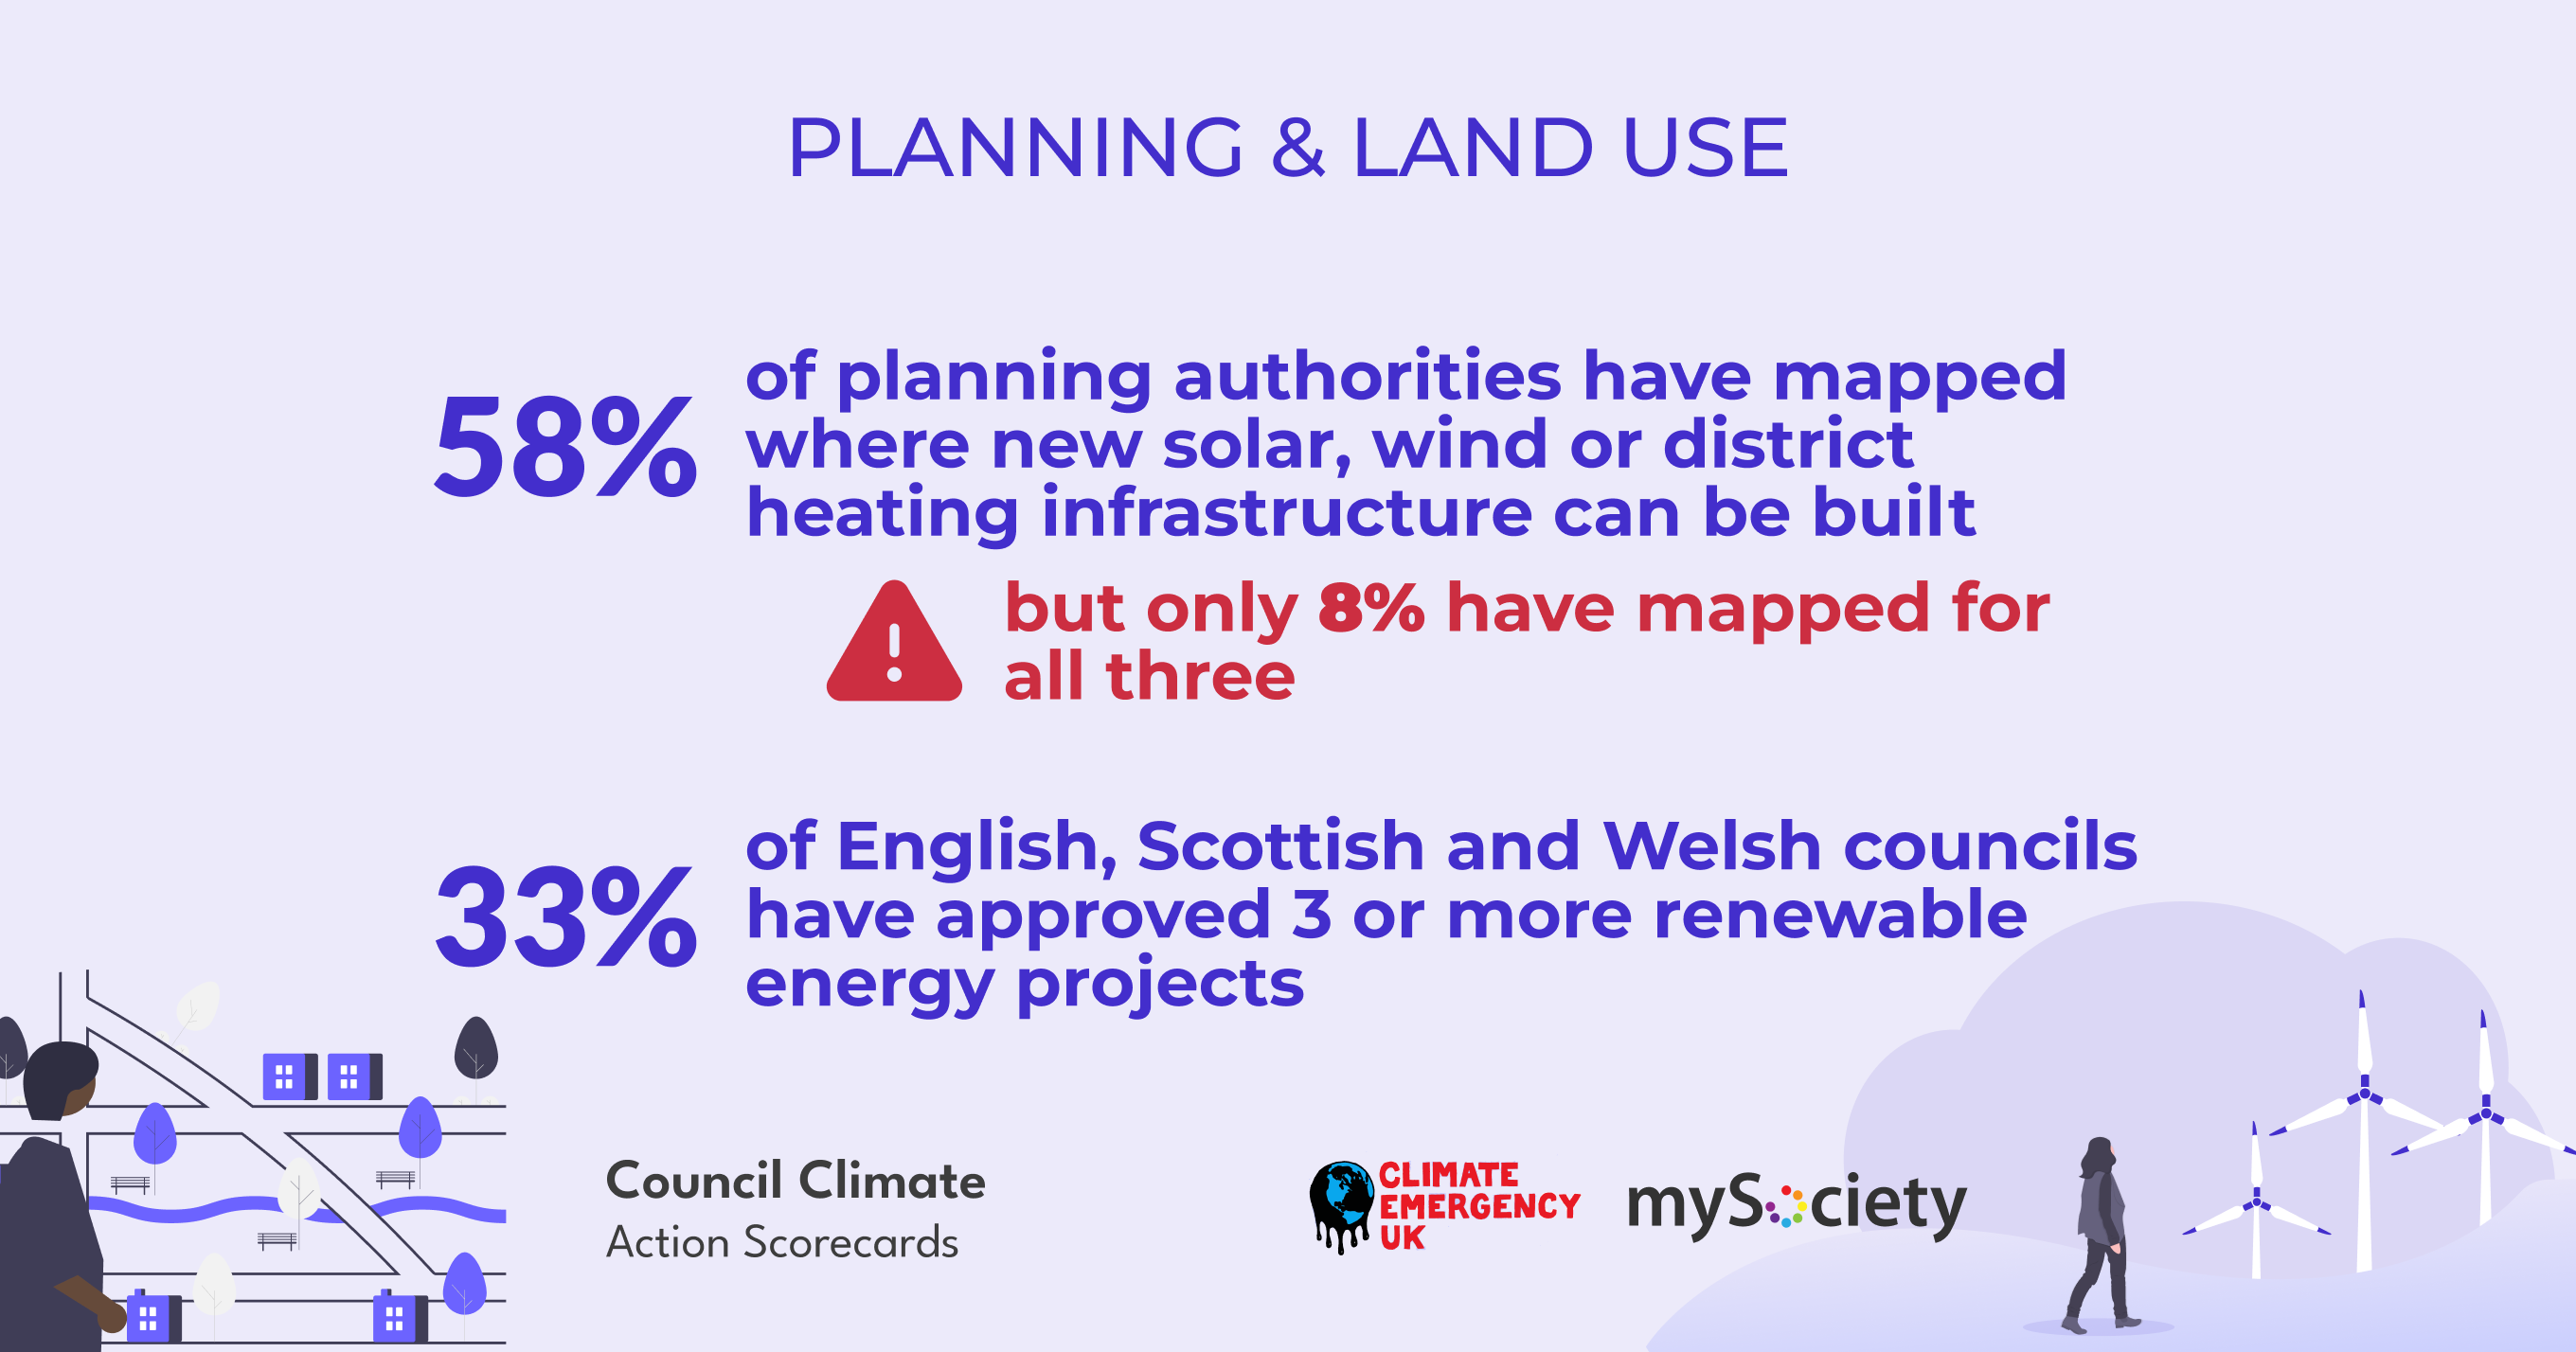 PLANNING & LAND USE
58%
of planning authorities have mapped
where new solar, wind or district
heating infrastructure can be built
but only 8% have mapped for
all three
33%
of English, Scottish and Welsh councils
have approved 3 or more renewable
energy projects
Council Climate
Action Scorecards
CLIMATE
EMERGENCY
UK
mySociety